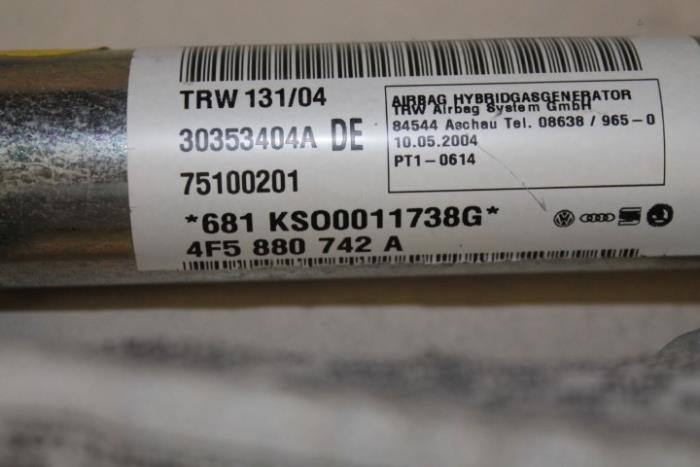 TRW 131/04
30353404A DE
75100201
AIRBAG HYBRIDGASGENERATOR
TRW Airbag System GmbH
84544 Aschau Tel. 08638 / 965-0
10.05.2004
PT1-0614
*681 KSO0011738G*
4F5 880 742 A